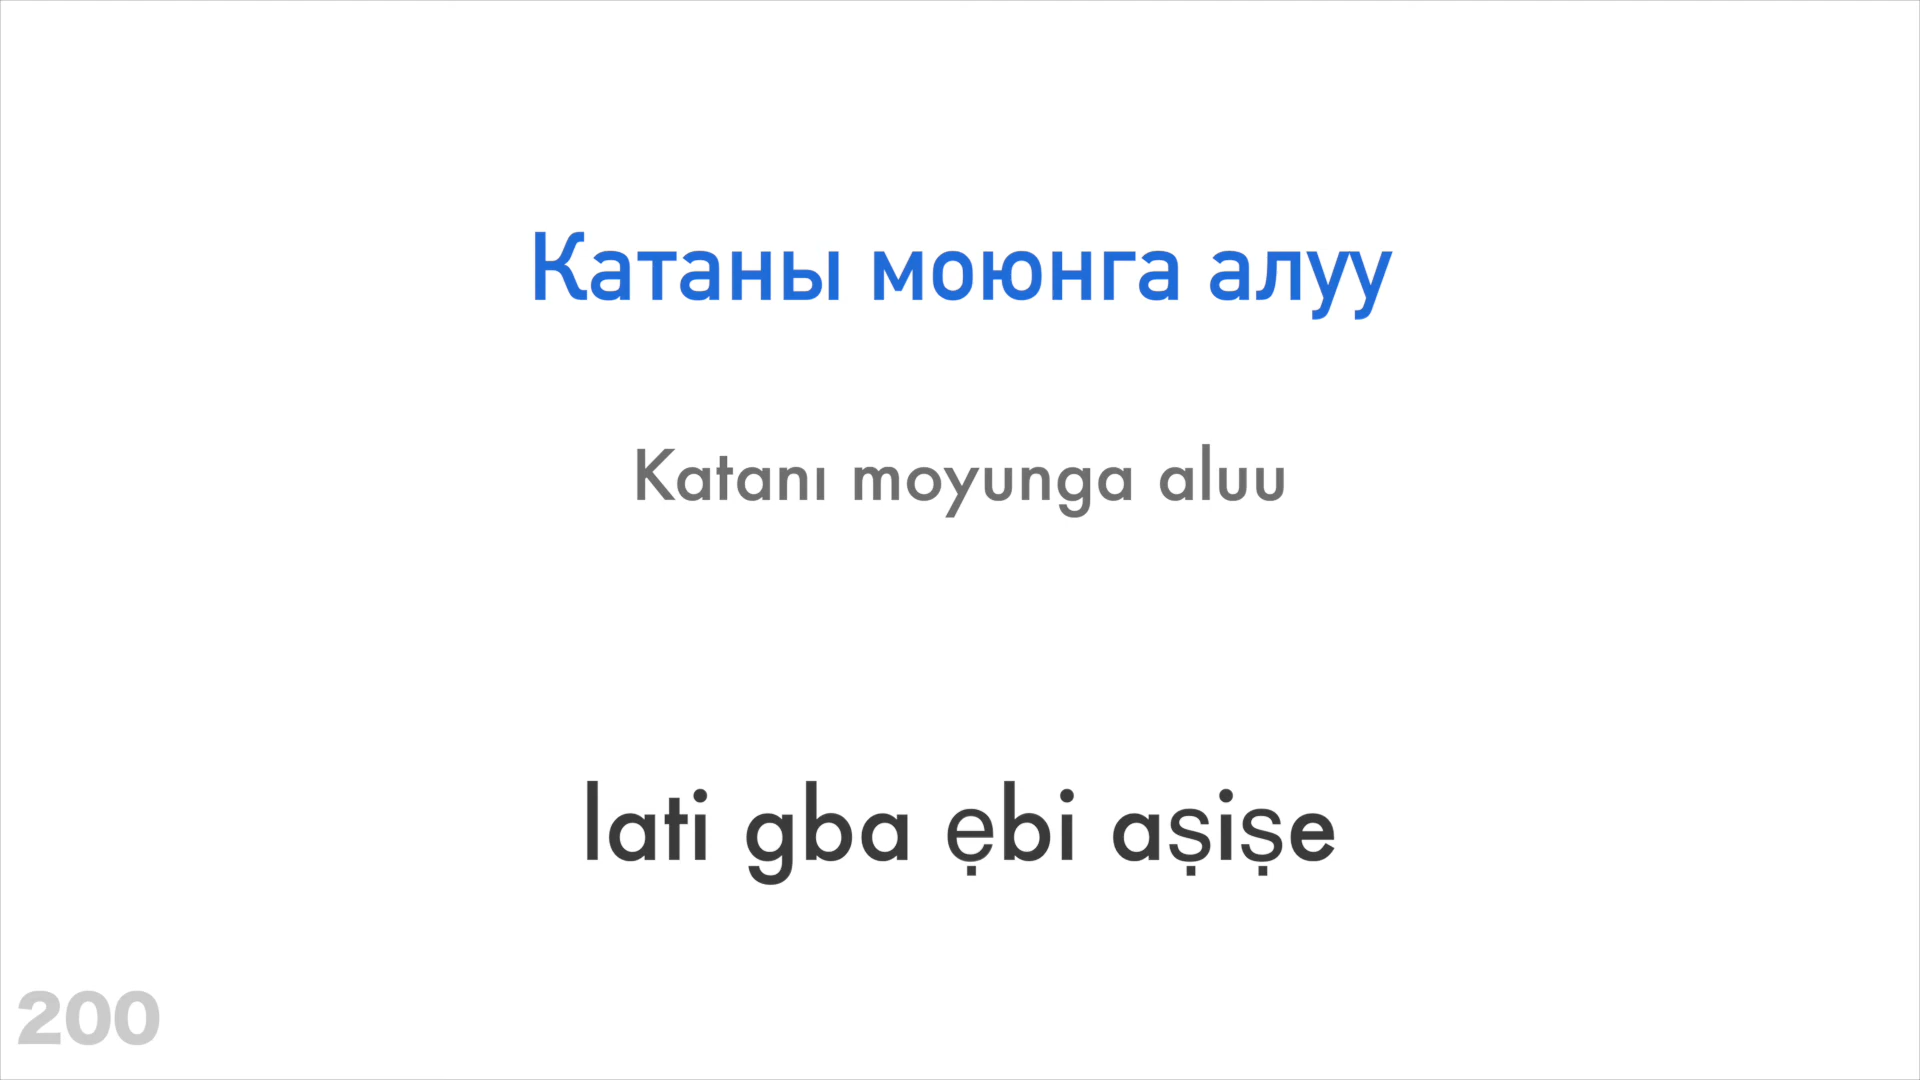 Катаны моюнга алуу
Katanı moyunga aluu
lati gba ẹbi aṣiṣe
200